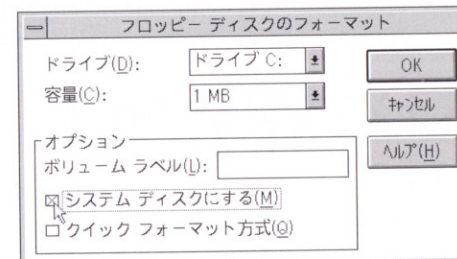 フロッピー ディスクのフォーマット
ドライブ(D):
ドライブ C:
OK
容量(C):
1 MB
キャンセル
オプション
ヘルプ(H)
ボリューム ラベル(L):
システム ディスクにする(M)
クイック フォーマット方式(Q)